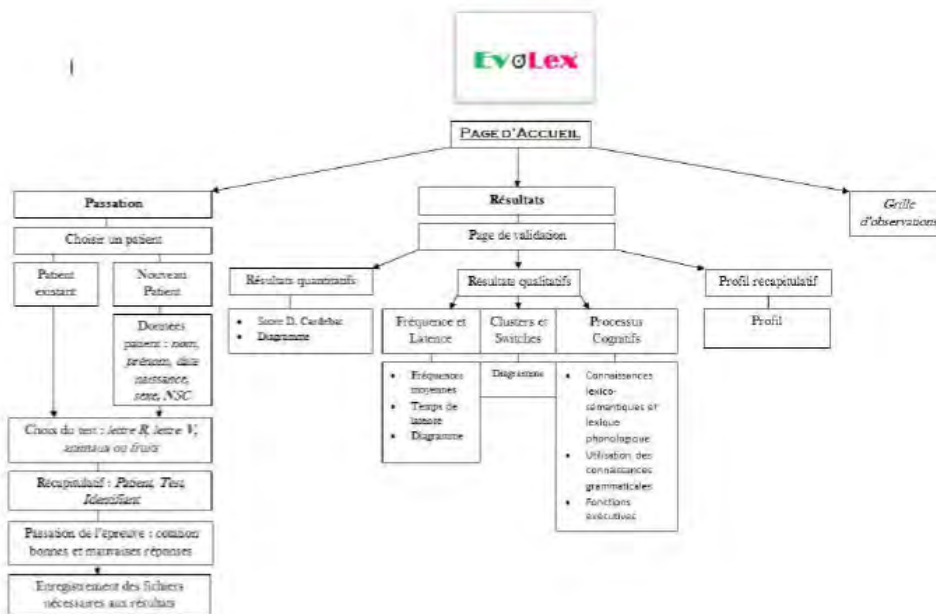 EvoLex
PAGE D'ACCUEIL
Passation
Choisir un patient
Patient
existant
Nouveau
Patient
Données
patient : nom,
prénom, date
naissance,
sexe, NSC
Choix du test : lettre R, lettre V,
animaux ou fruits
Récapitulatif : Patient, Test,
Identifiant
Passation de l'épreuve : cotation
bonnes et mauvaises réponses
Enregistrement des fichiers
nécessaires aux résultats
Résultats
Page de validation
Résultats quantitatifs
• Score D. Cardebat
• Diagramme
Résultats qualitatifs
Fréquence et
Latence
• Fréquences
moyennes
• Temps de
latence
• Diagramme
Clusters et
Switches
Diagramme
Processus
Cognitifs
• Connaissances
lexico-
sémantiques et
lexique
phonologique
• Utilisation des
connaissances
grammaticales
• Fonctions
exécutives
Profil récapitulatif
Profil
Grille
d'observations